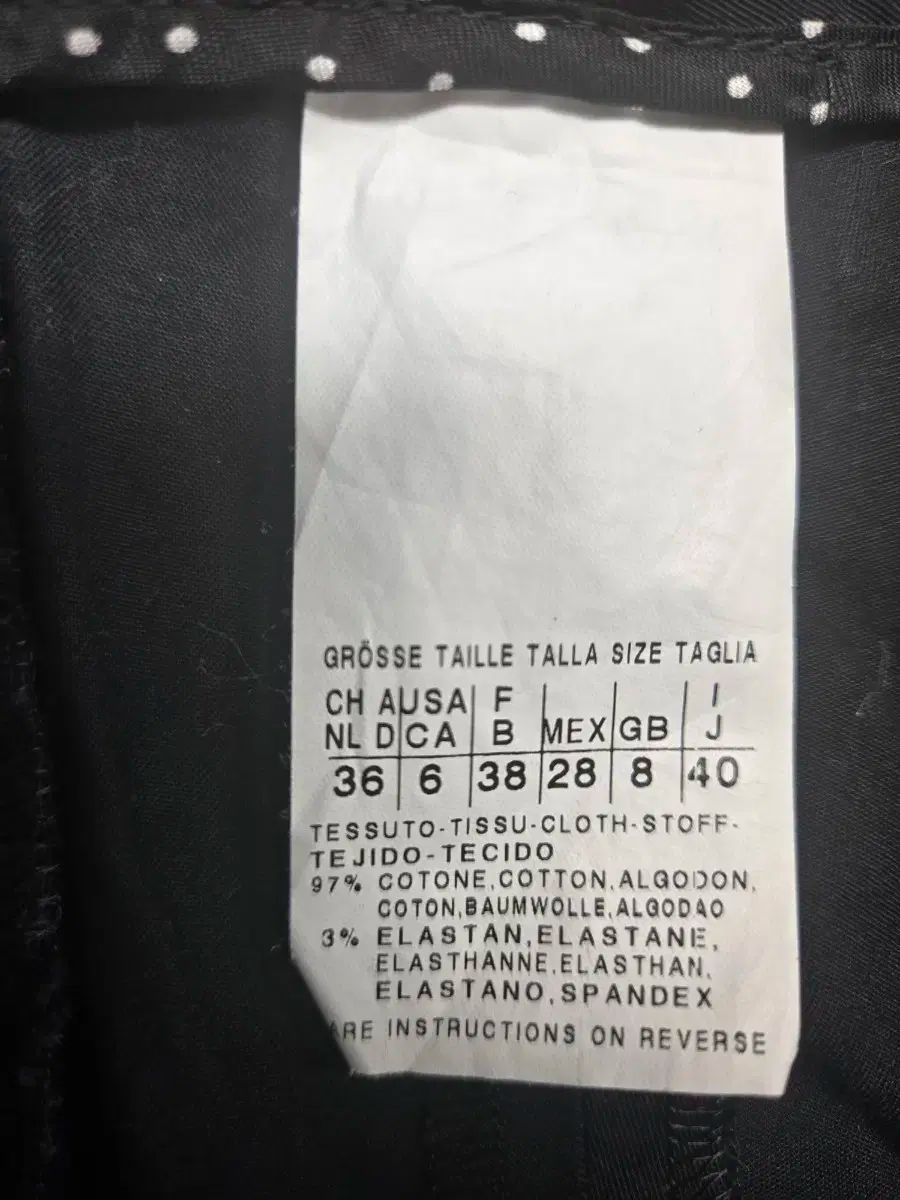 GRÖSSE TAILLE TALLA SIZE TAGLIA
CH A USA F I
NL D CA B MEX GB J
36 6 38 28 8 40
TESSUTO-TISSU-CLOTH-STOFF-
TEJIDO-TECIDO
97% COTONE,COTTON,ALGODON,
COTON,BAUMWOLLE,ALGODAO
3% ELASTAN,ELASTANE,
ELASTHANNE,ELASTHAN,
ELASTANO,SPANDEX
ARE INSTRUCTIONS ON REVERSE